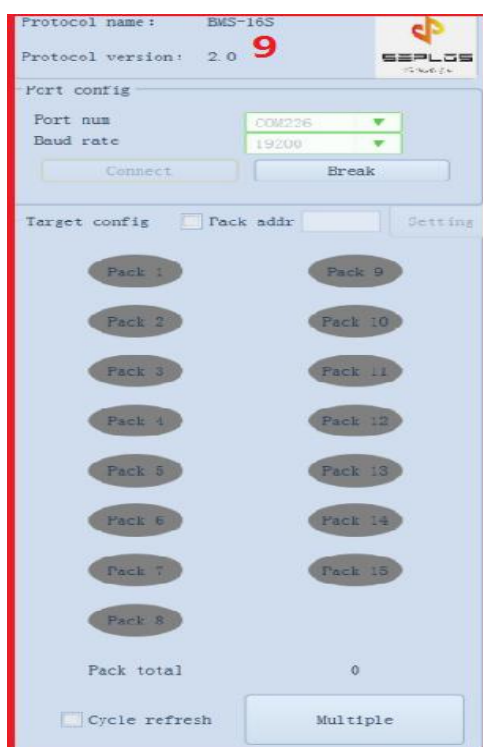 Protocol name: BMS-16S
Protocol version: 2.0
9
SEPLOS
Port config
Port num COM226
Baud rate 19200
Connect Break
Target config Pack addr Setting
Pack 1 Pack 9
Pack 2 Pack 10
Pack 3 Pack 11
Pack 4 Pack 12
Pack 5 Pack 13
Pack 6 Pack 14
Pack 7 Pack 15
Pack 8
Pack total 0
Cycle refresh Multiple